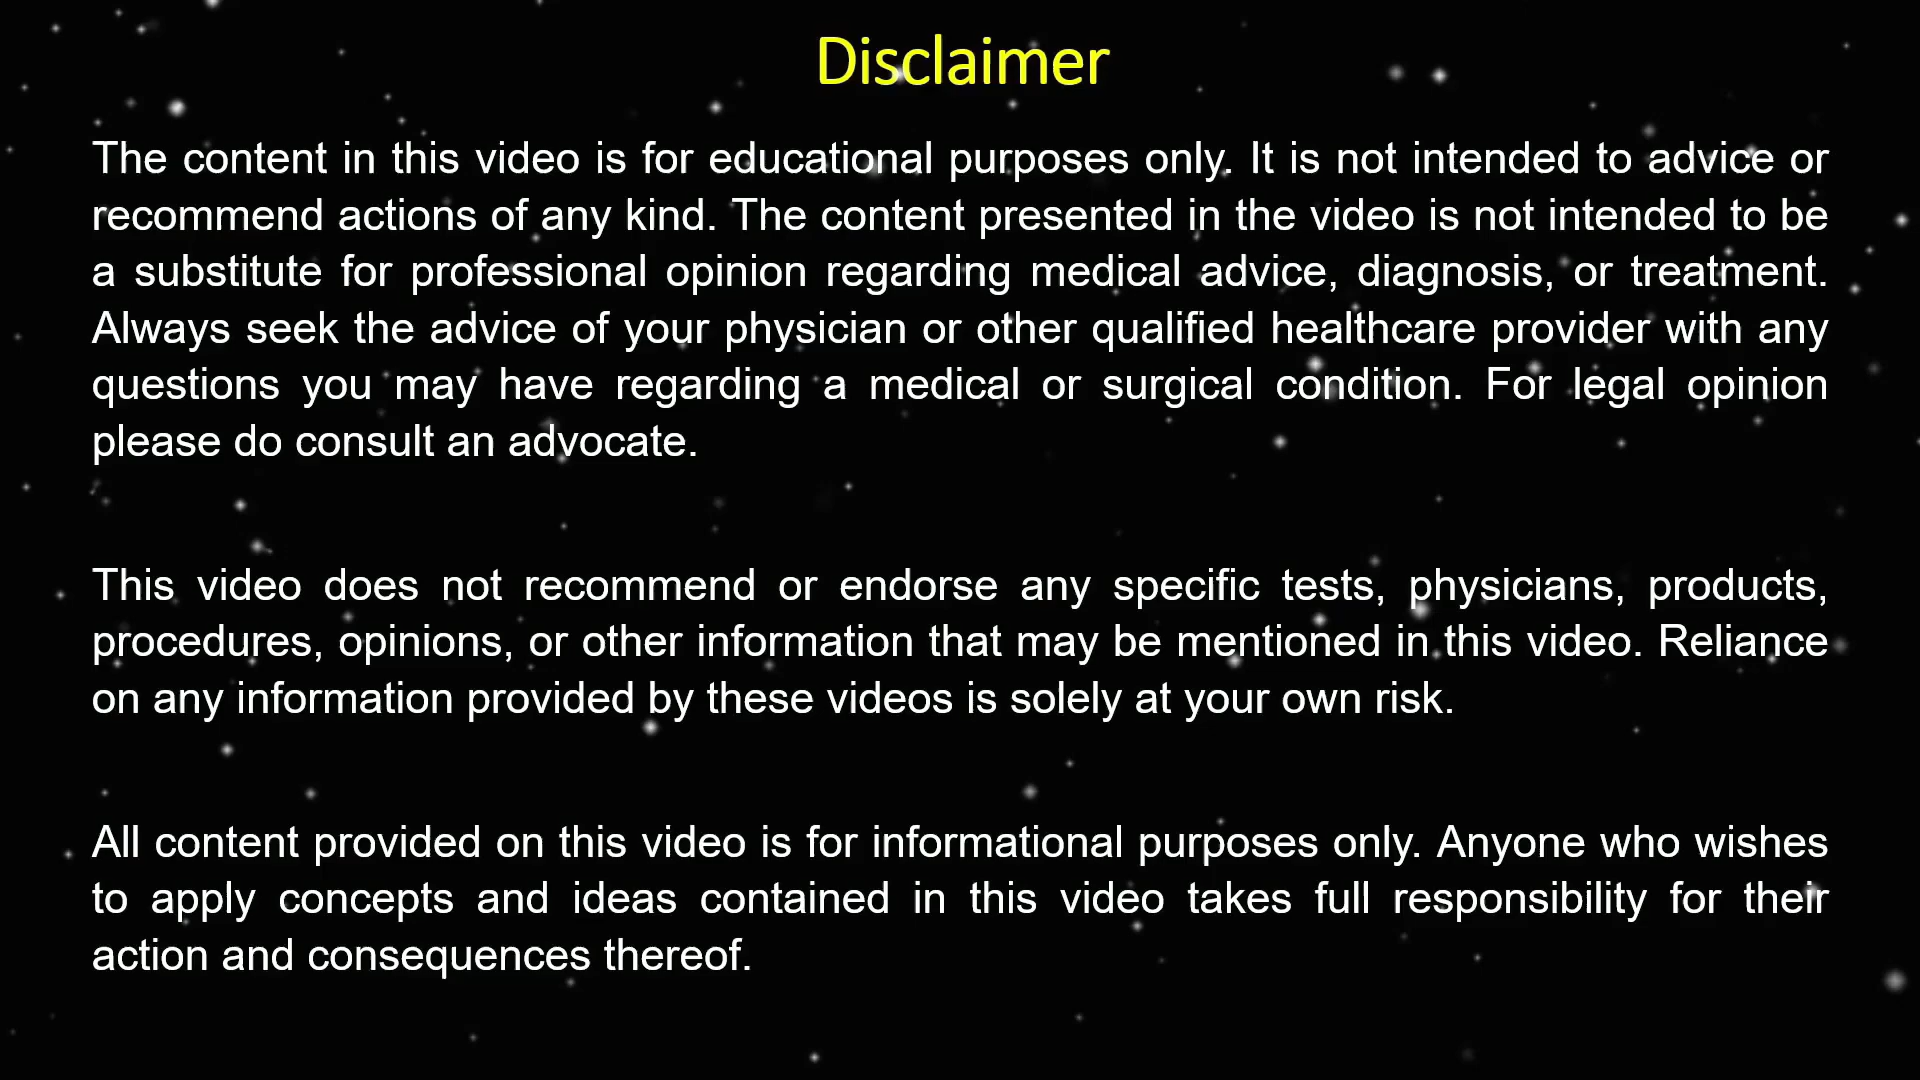 Disclaimer
The content in this video is for educational purposes only. It is not intended to advice or
recommend actions of any kind. The content presented in the video is not intended to be
a substitute for professional opinion regarding medical advice, diagnosis, or treatment.
Always seek the advice of your physician or other qualified healthcare provider with any
questions you may have regarding a medical or surgical condition. For legal opinion
please do consult an advocate.
This video does not recommend or endorse any specific tests, physicians, products,
procedures, opinions, or other information that may be mentioned in this video. Reliance
on any information provided by these videos is solely at your own risk.
All content provided on this video is for informational purposes only. Anyone who wishes
to apply concepts and ideas contained in this video takes full responsibility for their
action and consequences thereof.